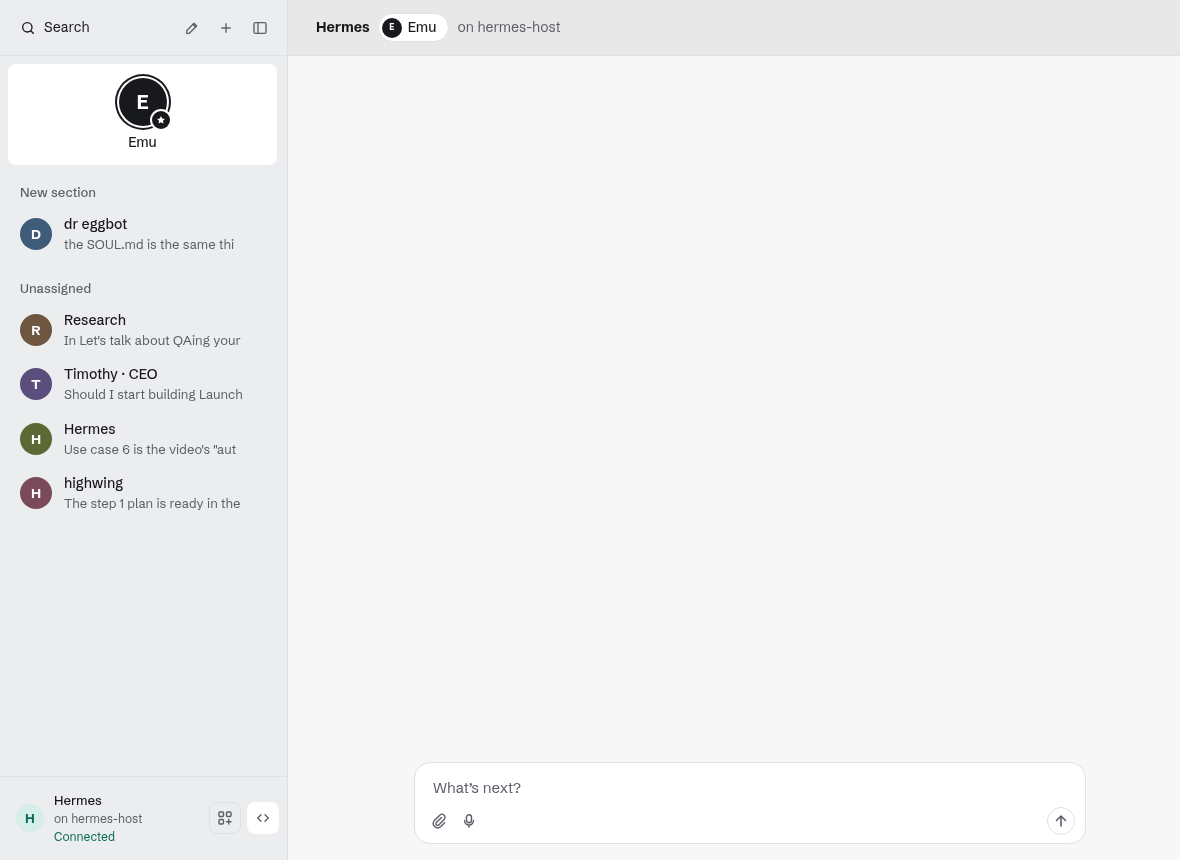 Search
Hermes E Emu on hermes-host
E
Emu
New section
D
dr eggbot
the SOUL.md is the same thi
Unassigned
R
Research
In Let's talk about QAing your
T
Timothy · CEO
Should I start building Launch
H
Hermes
Use case 6 is the video's "aut
H
highwing
The step 1 plan is ready in the
What's next?
H
Hermes
on hermes-host
Connected